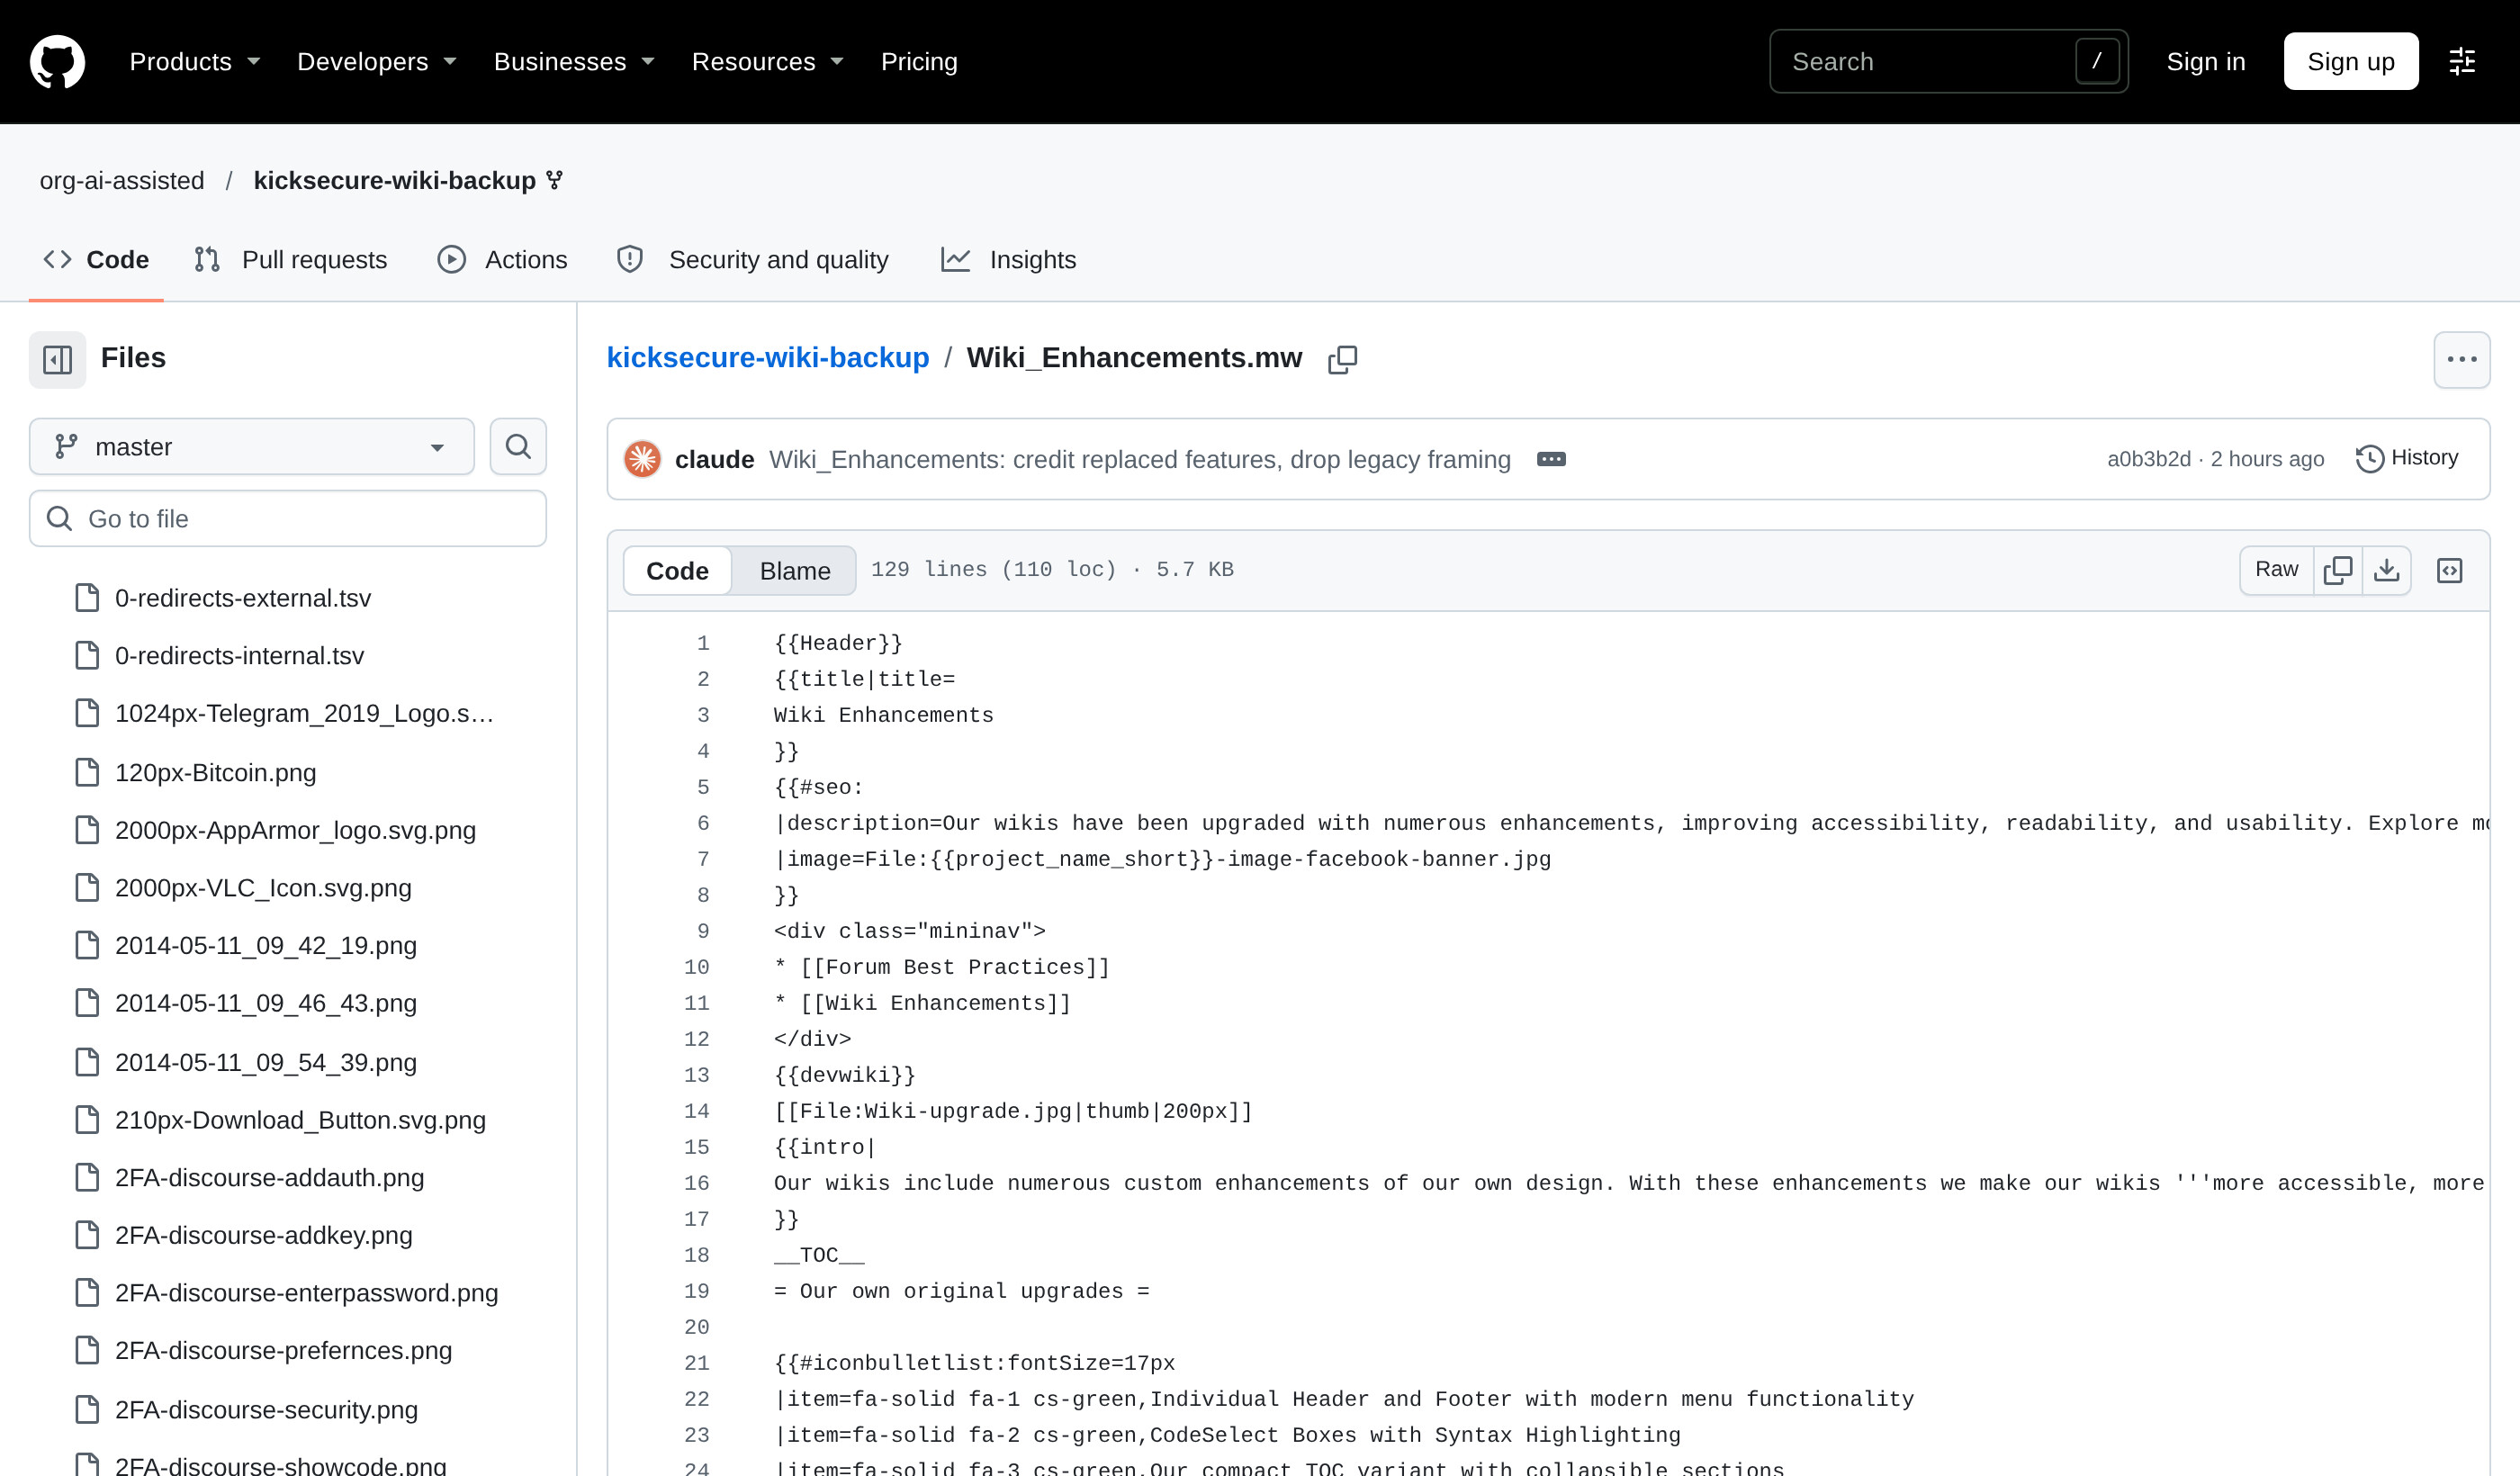 Products Developers Businesses Resources Pricing Search / Sign in Sign up
org-ai-assisted / kicksecure-wiki-backup
Code Pull requests Actions Security and quality Insights
Files
master
Go to file
0-redirects-external.tsv
0-redirects-internal.tsv
1024px-Telegram_2019_Logo.s…
120px-Bitcoin.png
2000px-AppArmor_logo.svg.png
2000px-VLC_Icon.svg.png
2014-05-11_09_42_19.png
2014-05-11_09_46_43.png
2014-05-11_09_54_39.png
210px-Download_Button.svg.png
2FA-discourse-addauth.png
2FA-discourse-addkey.png
2FA-discourse-enterpassword.png
2FA-discourse-prefernces.png
2FA-discourse-security.png
2FA-discourse-showcode.png
kicksecure-wiki-backup / Wiki_Enhancements.mw
claude Wiki_Enhancements: credit replaced features, drop legacy framing a0b3b2d · 2 hours ago History
Code Blame 129 lines (110 loc) · 5.7 KB Raw
1 {{Header}}
2 {{title|title=
3 Wiki Enhancements
4 }}
5 {{#seo:
6 |description=Our wikis have been upgraded with numerous enhancements, improving accessibility, readability, and usability. Explore
7 |image=File:{{project_name_short}}-image-facebook-banner.jpg
8 }}
9 <div class="mininav">
10 * [[Forum Best Practices]]
11 * [[Wiki Enhancements]]
12 </div>
13 {{devwiki}}
14 [[File:Wiki-upgrade.jpg|thumb|200px]]
15 {{intro|
16 Our wikis include numerous custom enhancements of our own design. With these enhancements we make our wikis '''more accessible, more
17 }}
18 __TOC__
19 = Our own original upgrades =
20
21 {{#iconbulletlist:fontSize=17px
22 |item=fa-solid fa-1 cs-green,Individual Header and Footer with modern menu functionality
23 |item=fa-solid fa-2 cs-green,CodeSelect Boxes with Syntax Highlighting
24 |item=fa-solid fa-3 cs-green,Our compact TOC variant with collapsible sections